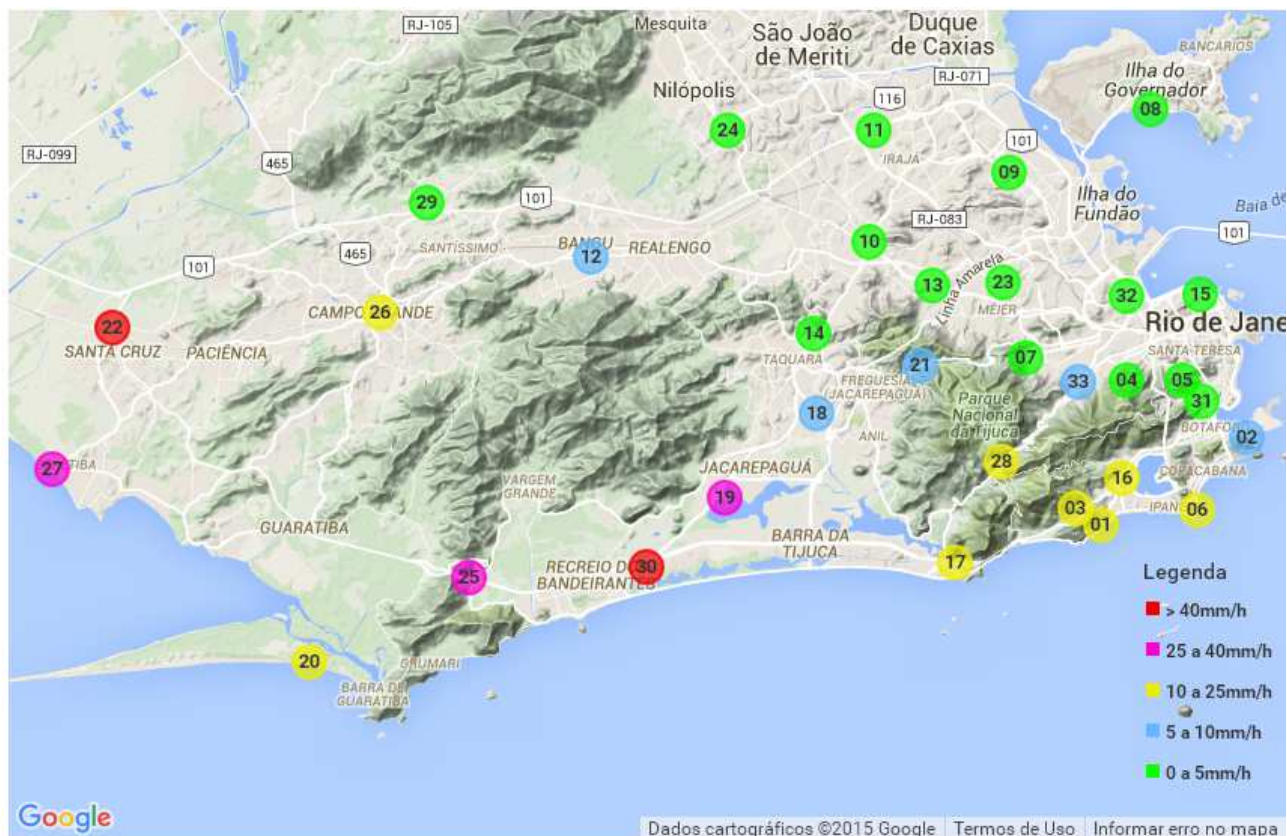 RJ-105
Mesquita
São João
de Meriti
Duque
de Caxias
BANCÁRIOS
RJ-071
Ilha do
Governador
Nilópolis
116
08
24
11
RJ-099
465
IRAJÁ
101
09
Ilha do
Fundão
29
101
RJ-083
Baía de
SANTÍSSIMO
BANGU
REALENGO
10
101
465
12
101
Linha Amarela
13
23
MÉIER
32
15
CAMPO GRANDE
26
22
SANTA CRUZ
PACIÊNCIA
14
TAQUARA
Rio de Jane
SANTA TERESA
07
21
FREGUESIA
(JACAREPAGUÁ)
33
04
05
31
Parque
Nacional
da Tijuca
18
ANIL
BOTAFO
02
27
TIBA
28
COPACABANA
JACAREPAGUÁ
16
VARGEM
GRANDE
19
03
IPAN
06
01
GUARATIBA
BARRA DA
TIJUCA
17
RECREIO D
BANDEIRANTES
30
25
Legenda
> 40mm/h
25 a 40mm/h
20
GRUMARI
10 a 25mm/h
BARRA DE
GUARATIBA
5 a 10mm/h
0 a 5mm/h
Google
Dados cartográficos ©2015 Google
Termos de Uso
Informar erro no mapa